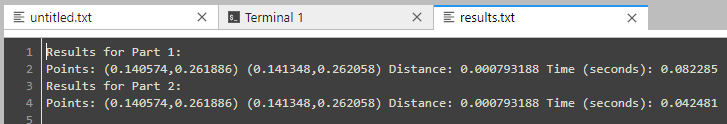 untitled.txt Terminal 1 results.txt
1 Results for Part 1:
2 Points: (0.140574,0.261886) (0.141348,0.262058) Distance: 0.000793188 Time (seconds): 0.082285
3 Results for Part 2:
4 Points: (0.140574,0.261886) (0.141348,0.262058) Distance: 0.000793188 Time (seconds): 0.042481
5